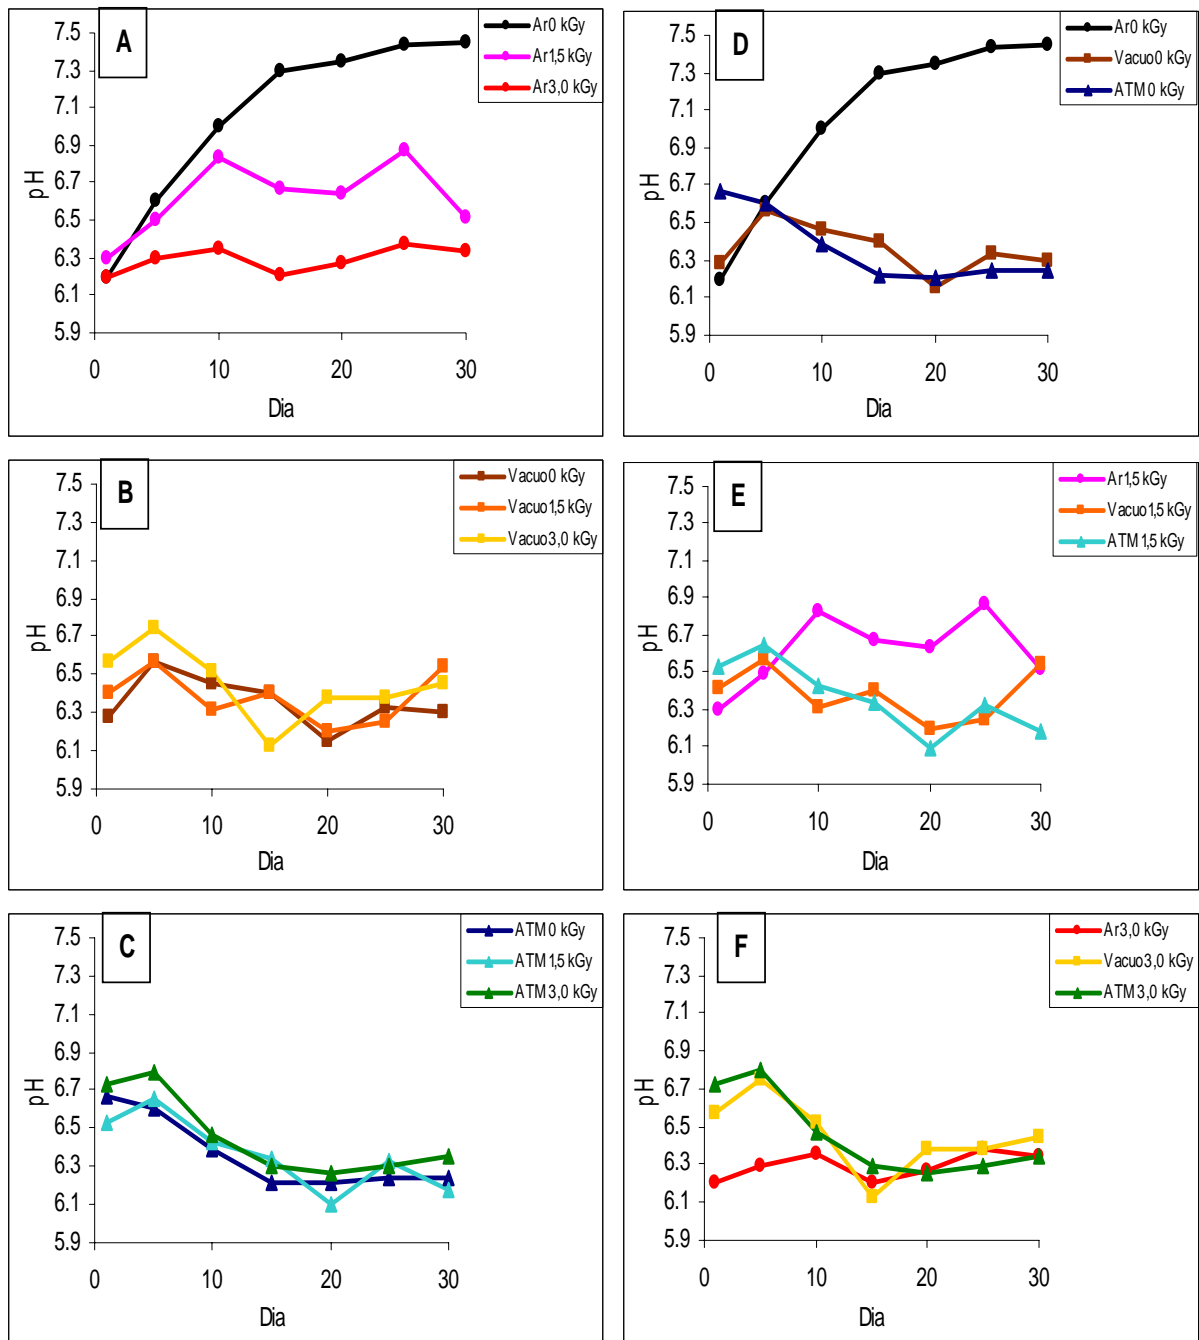 A
Ar0 kGy
Ar1,5 kGy
Ar3,0 kGy
7.5
7.3
7.1
6.9
6.7
6.5
6.3
6.1
5.9
pH
0 10 20 30
Dia
D
Ar0 kGy
Vacuo0 kGy
ATM0 kGy
7.5
7.3
7.1
6.9
6.7
6.5
6.3
6.1
5.9
pH
0 10 20 30
Dia
B
Vacuo0 kGy
Vacuo1,5 kGy
Vacuo3,0 kGy
7.5
7.3
7.1
6.9
6.7
6.5
6.3
6.1
5.9
pH
0 10 20 30
Dia
E
Ar1,5 kGy
Vacuo1,5 kGy
ATM1,5 kGy
7.5
7.3
7.1
6.9
6.7
6.5
6.3
6.1
5.9
pH
0 10 20 30
Dia
C
ATM0 kGy
ATM1,5 kGy
ATM3,0 kGy
7.5
7.3
7.1
6.9
6.7
6.5
6.3
6.1
5.9
pH
0 10 20 30
Dia
F
Ar3,0 kGy
Vacuo3,0 kGy
ATM3,0 kGy
7.5
7.3
7.1
6.9
6.7
6.5
6.3
6.1
5.9
pH
0 10 20 30
Dia